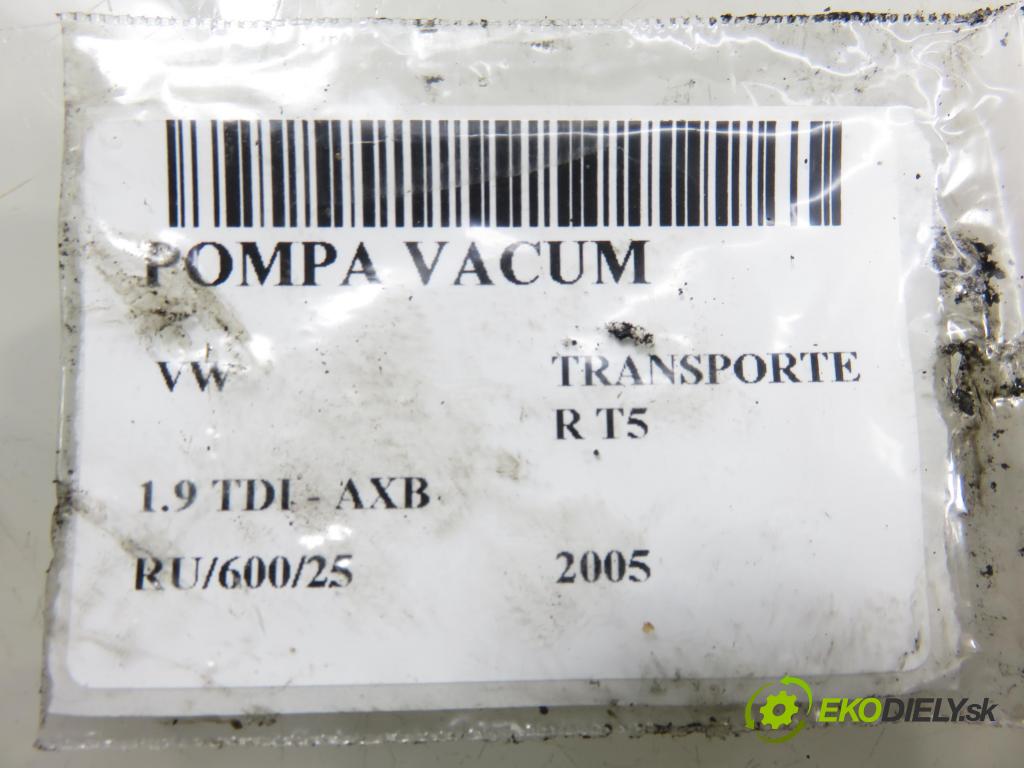 POMPA VACUM
VW
TRANSPORTE
R T5
1.9 TDI - AXB
RU/600/25
2005
EKODIELY.sk